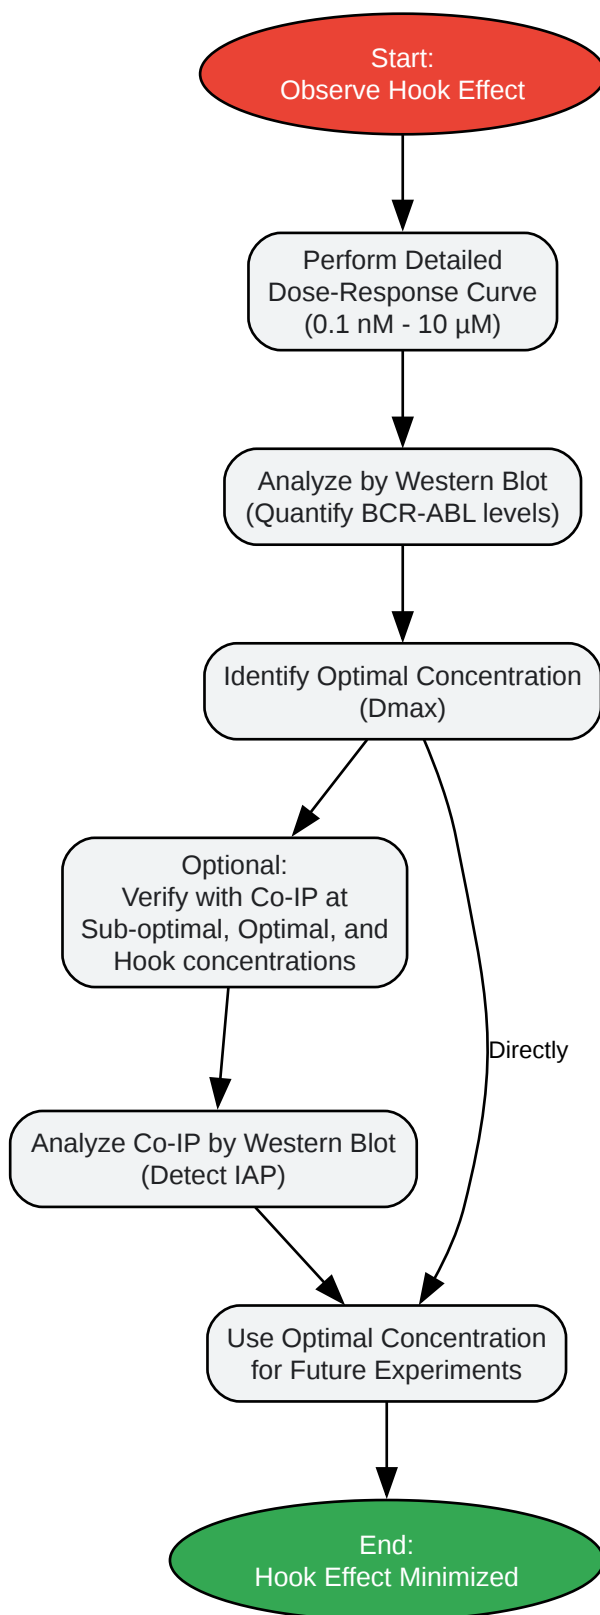 Start:
Observe Hook Effect
Perform Detailed
Dose-Response Curve
(0.1 nM - 10 µM)
Analyze by Western Blot
(Quantify BCR-ABL levels)
Identify Optimal Concentration
(Dmax)
Optional:
Verify with Co-IP at
Sub-optimal, Optimal, and
Hook concentrations
Directly
Analyze Co-IP by Western Blot
(Detect IAP)
Use Optimal Concentration
for Future Experiments
End:
Hook Effect Minimized